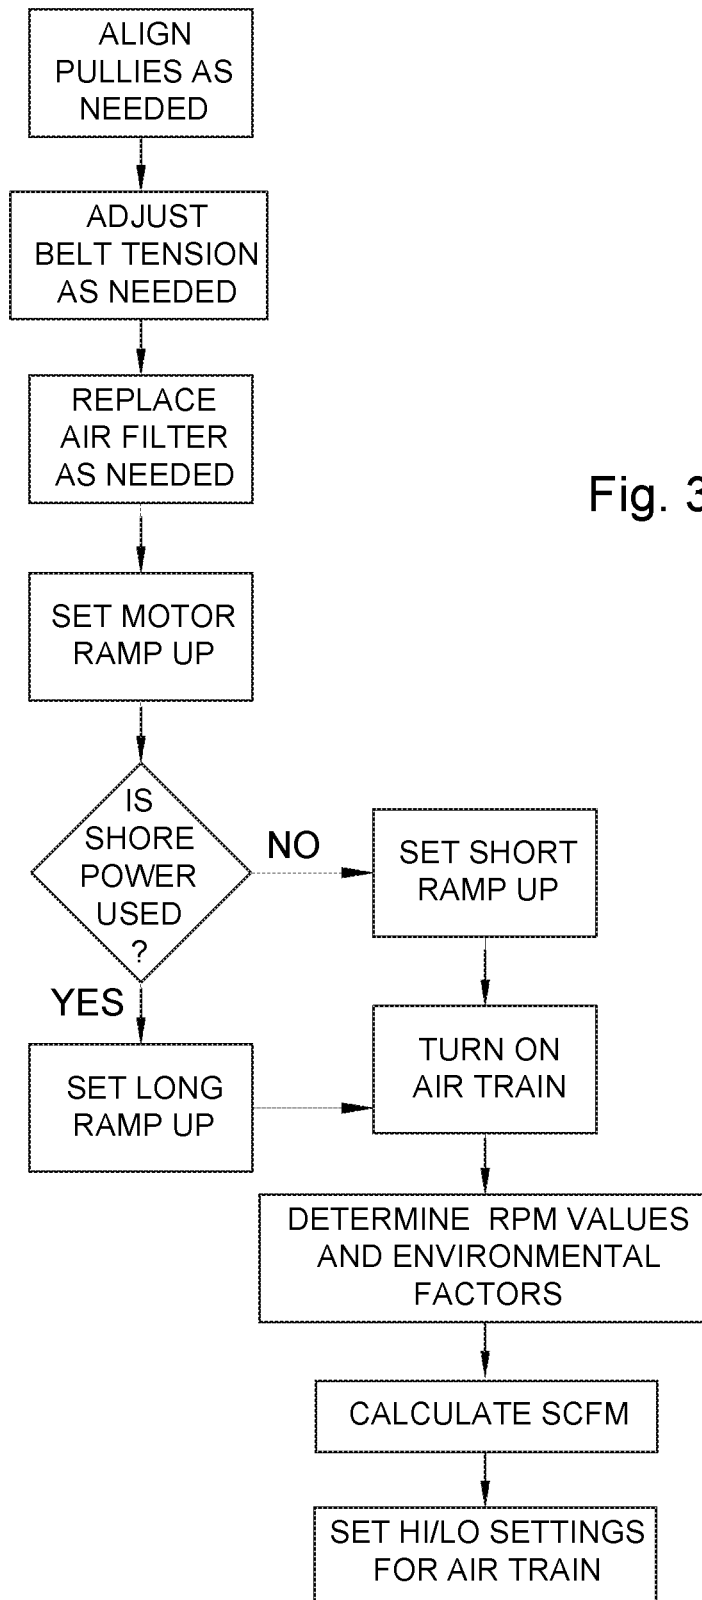 ALIGN
PULLIES AS
NEEDED
ADJUST
BELT TENSION
AS NEEDED
REPLACE
AIR FILTER
AS NEEDED
Fig. 3
SET MOTOR
RAMP UP
IS
SHORE
POWER
USED
?
NO
SET SHORT
RAMP UP
YES
SET LONG
RAMP UP
TURN ON
AIR TRAIN
DETERMINE RPM VALUES
AND ENVIRONMENTAL
FACTORS
CALCULATE SCFM
SET HI/LO SETTINGS
FOR AIR TRAIN